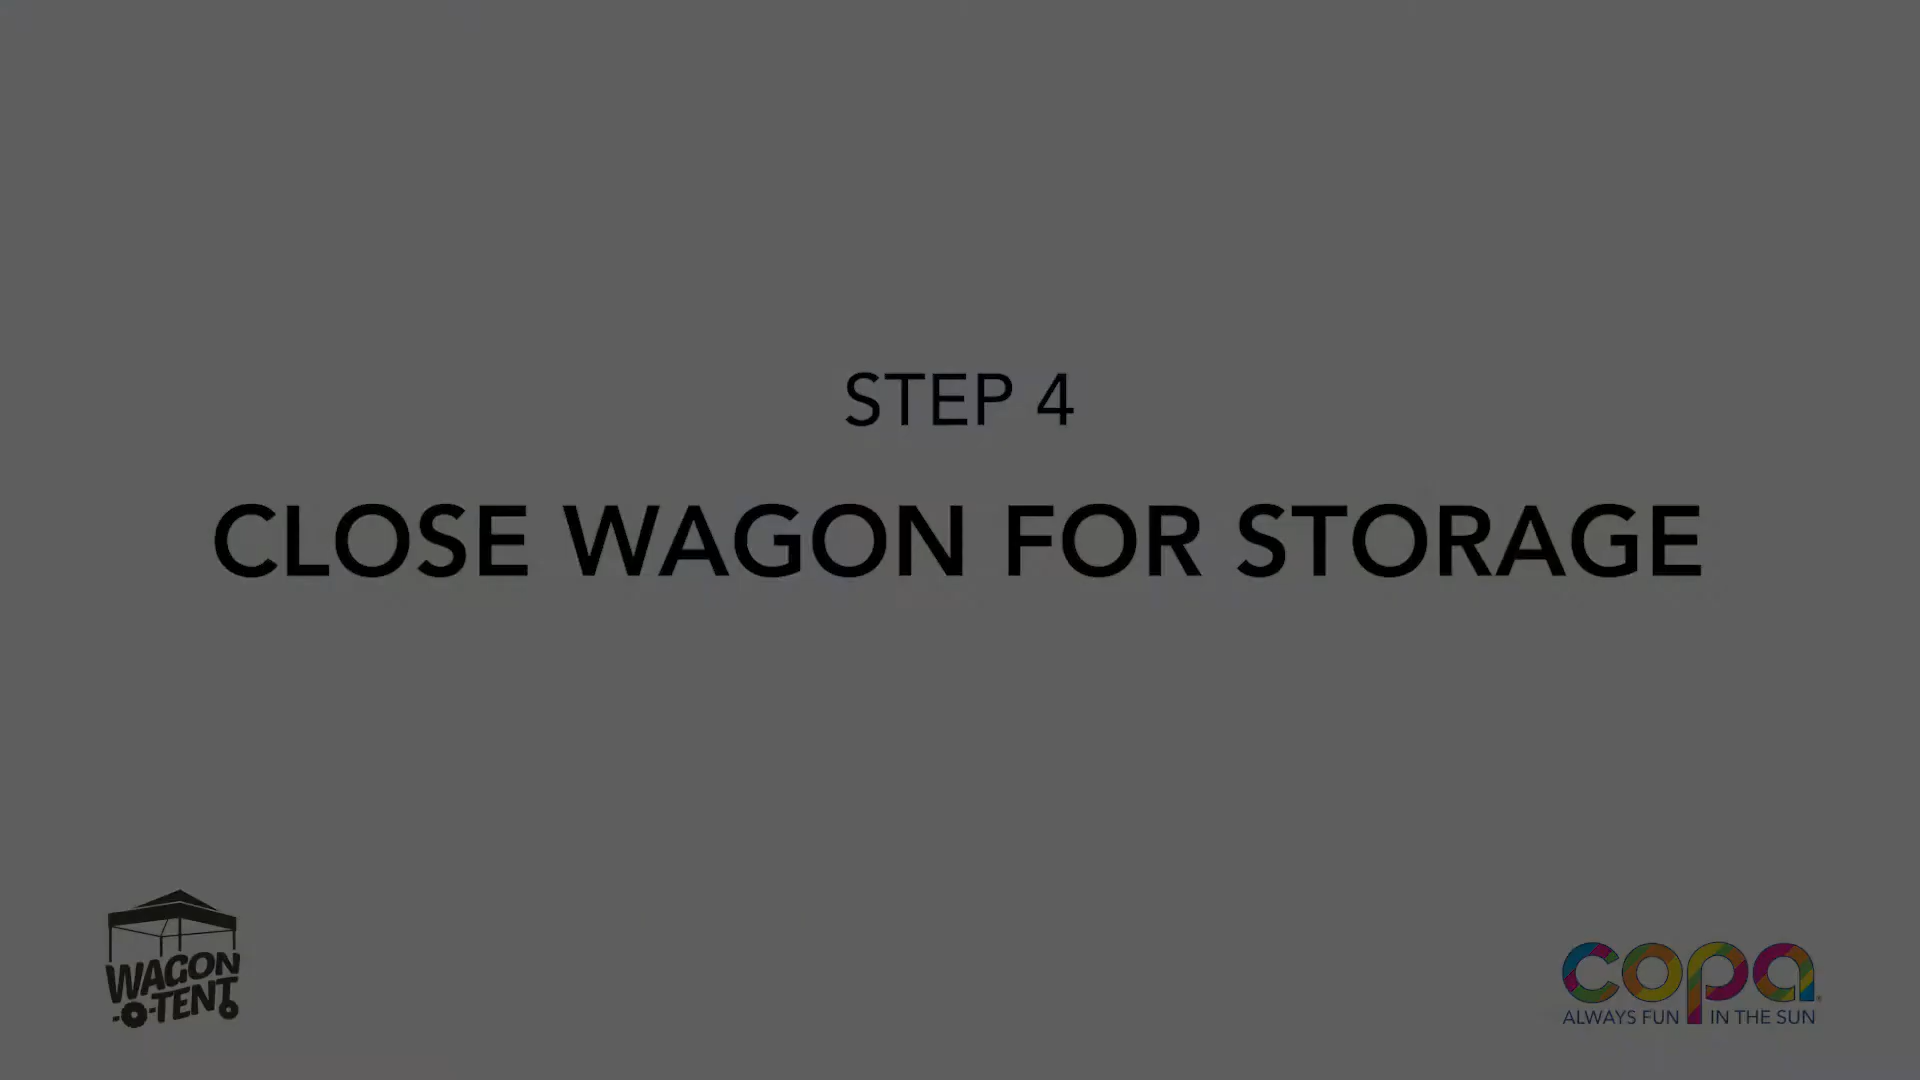 STEP 4
CLOSE WAGON FOR STORAGE
WAGON
-O-TENT
copa
ALWAYS FUN IN THE SUN